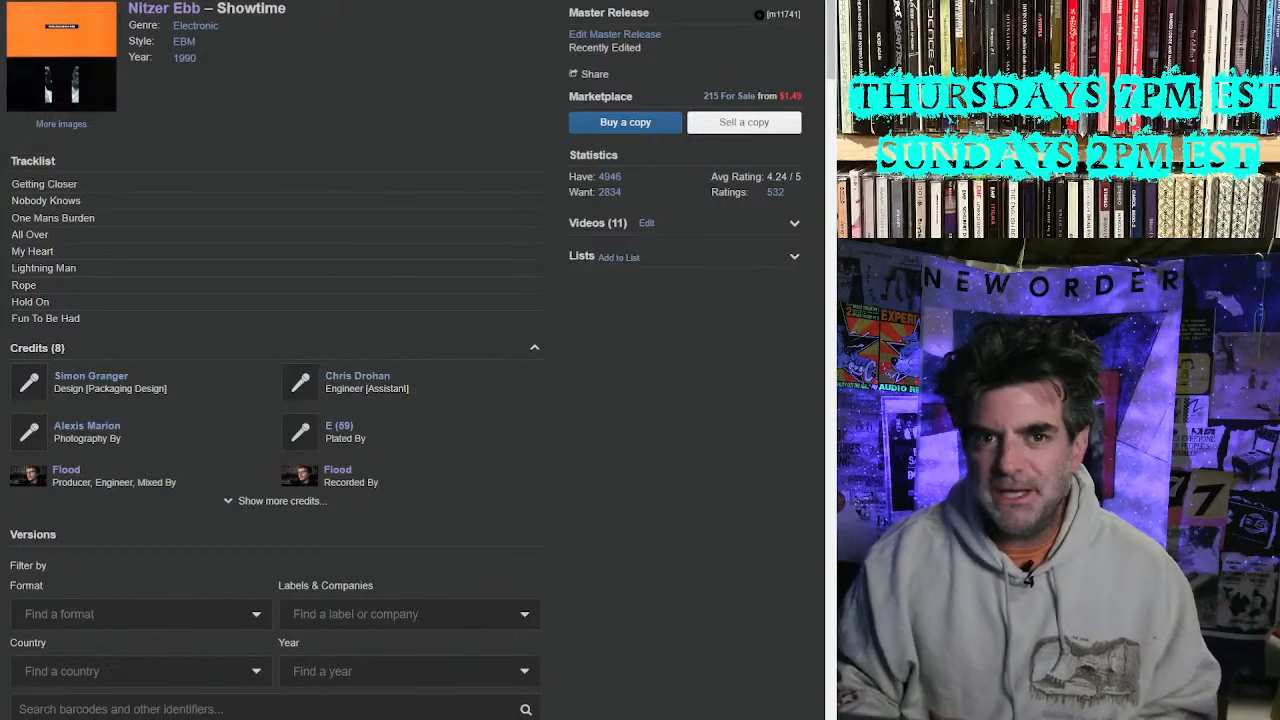 Nitzer Ebb – Showtime
Genre: Electronic
Style: EBM
Year: 1990
More images
Tracklist
Getting Closer
Nobody Knows
One Mans Burden
All Over
My Heart
Lightning Man
Rope
Hold On
Fun To Be Had
Credits (8)
Simon Granger
Design [Packaging Design]
Chris Drohan
Engineer [Assistant]
Alexis Marion
Photography By
E (59)
Plated By
Flood
Producer, Engineer, Mixed By
Flood
Recorded By
Show more credits...
Versions
Filter by
Format
Labels & Companies
Find a format
Find a label or company
Country
Year
Find a country
Find a year
Search barcodes and other identifiers...
Master Release
[m11741]
Edit Master Release
Recently Edited
Share
Marketplace
215 For Sale from $1.49
Buy a copy
Sell a copy
Statistics
Have: 4946
Avg Rating: 4.24 / 5
Want: 2834
Ratings: 532
Videos (11) Edit
Lists Add to List
THURSDAYS 7PM EST
SUNDAYS 2PM EST
NEW ORDER